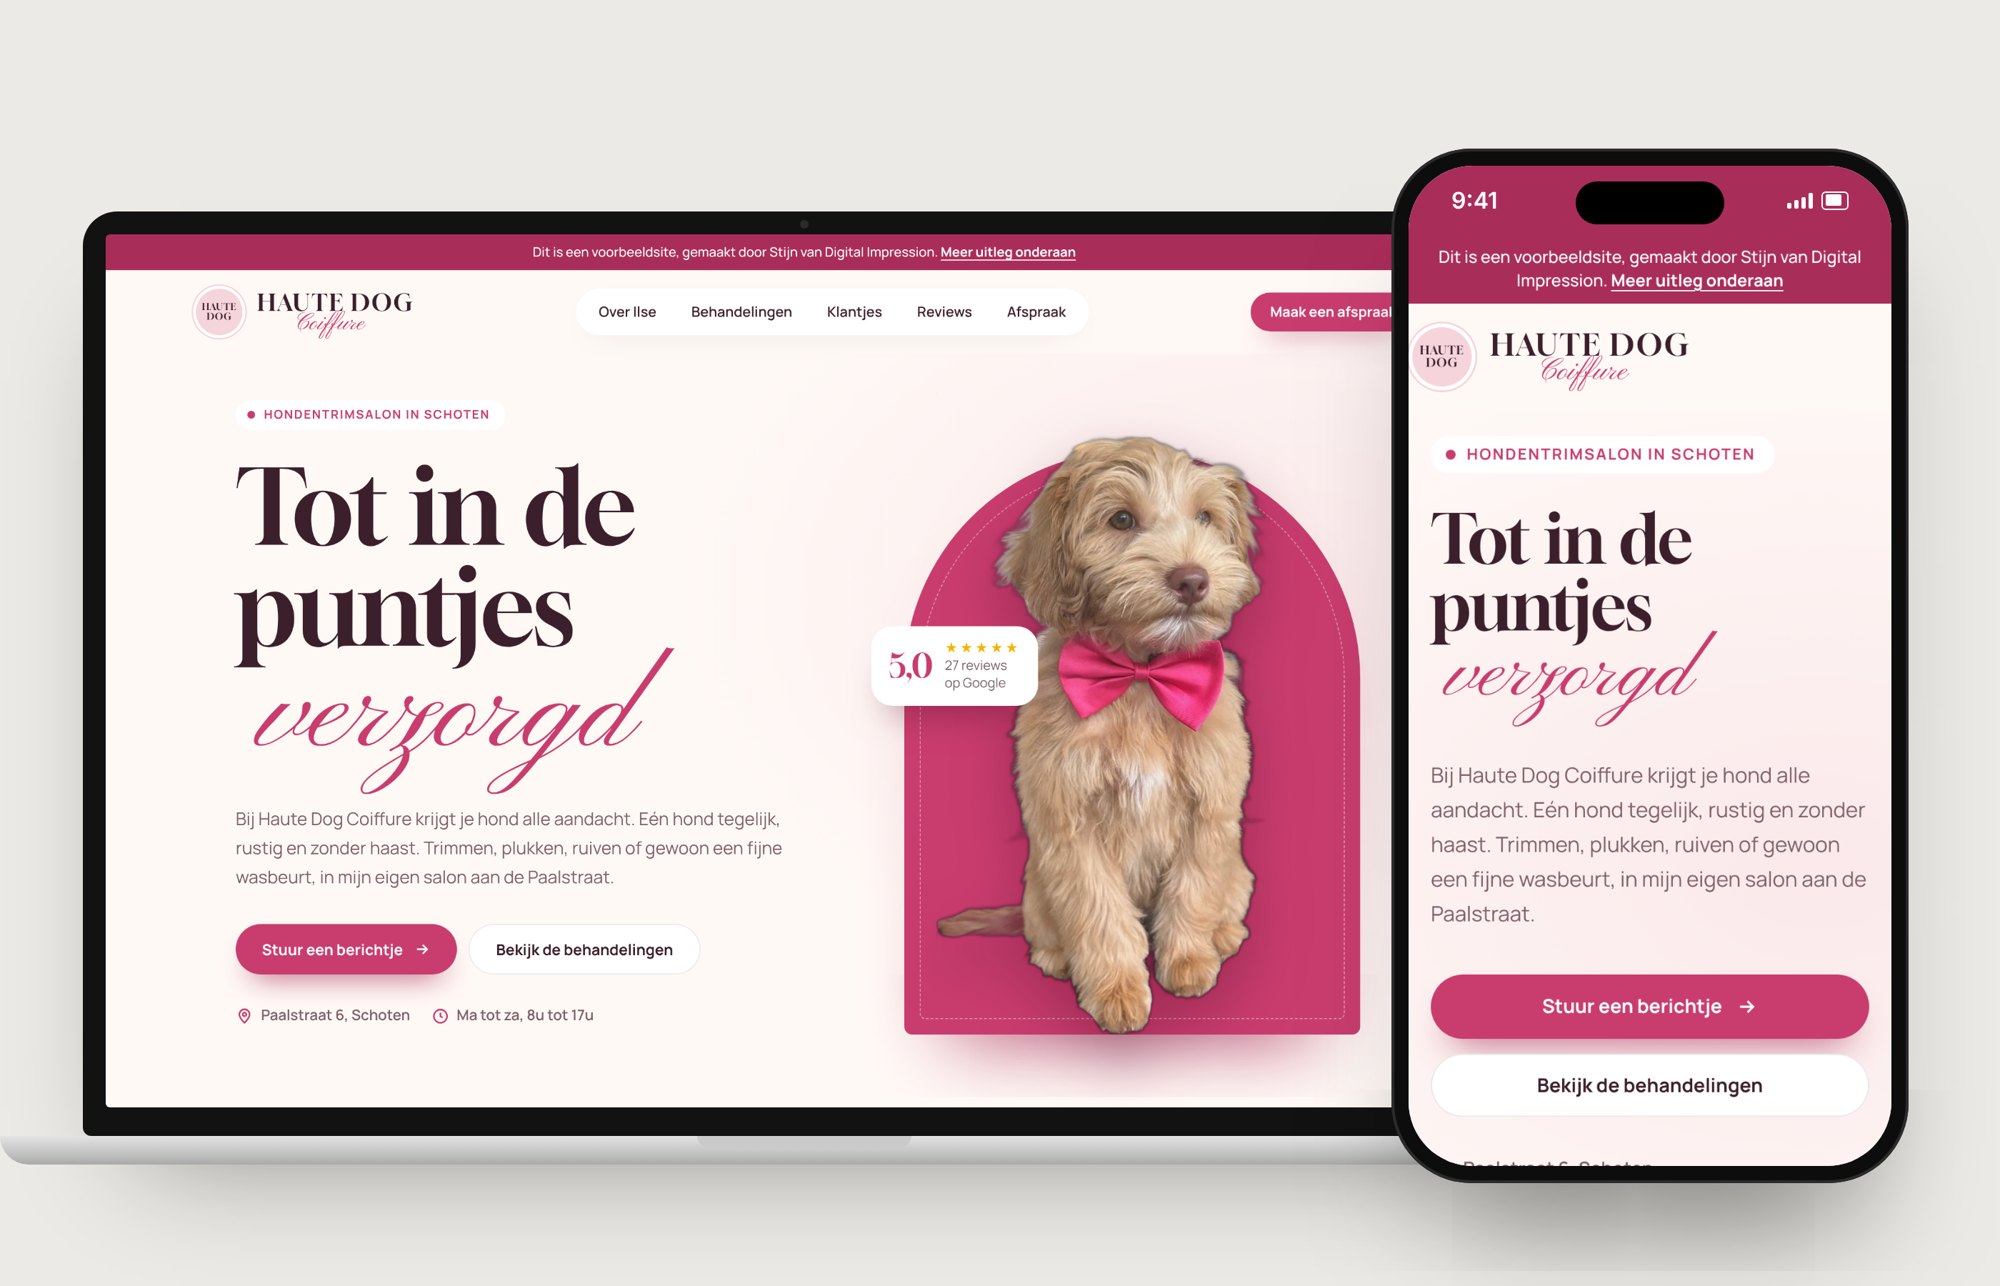 Dit is een voorbeeldsite, gemaakt door Stijn van Digital Impression. Meer uitleg onderaan
HAUTE
DOG
HAUTE DOG
Coiffure
Over Ilse
Behandelingen
Klantjes
Reviews
Afspraak
Maak een afspraak
HONDENTRIMSALON IN SCHOTEN
Tot in de
puntjes
verzorgd
Bij Haute Dog Coiffure krijgt je hond alle aandacht. Eén hond tegelijk,
rustig en zonder haast. Trimmen, plukken, ruiven of gewoon een fijne
wasbeurt, in mijn eigen salon aan de Paalstraat.
Stuur een berichtje
Bekijk de behandelingen
Paalstraat 6, Schoten
Ma tot za, 8u tot 17u
5,0
27 reviews
op Google
9:41
Dit is een voorbeeldsite, gemaakt door Stijn van Digital
Impression. Meer uitleg onderaan
HAUTE
DOG
HAUTE DOG
Coiffure
HONDENTRIMSALON IN SCHOTEN
Tot in de
puntjes
verzorgd
Bij Haute Dog Coiffure krijgt je hond alle
aandacht. Eén hond tegelijk, rustig en zonder
haast. Trimmen, plukken, ruiven of gewoon
een fijne wasbeurt, in mijn eigen salon aan de
Paalstraat.
Stuur een berichtje
Bekijk de behandelingen
Paalstraat 6, Schoten